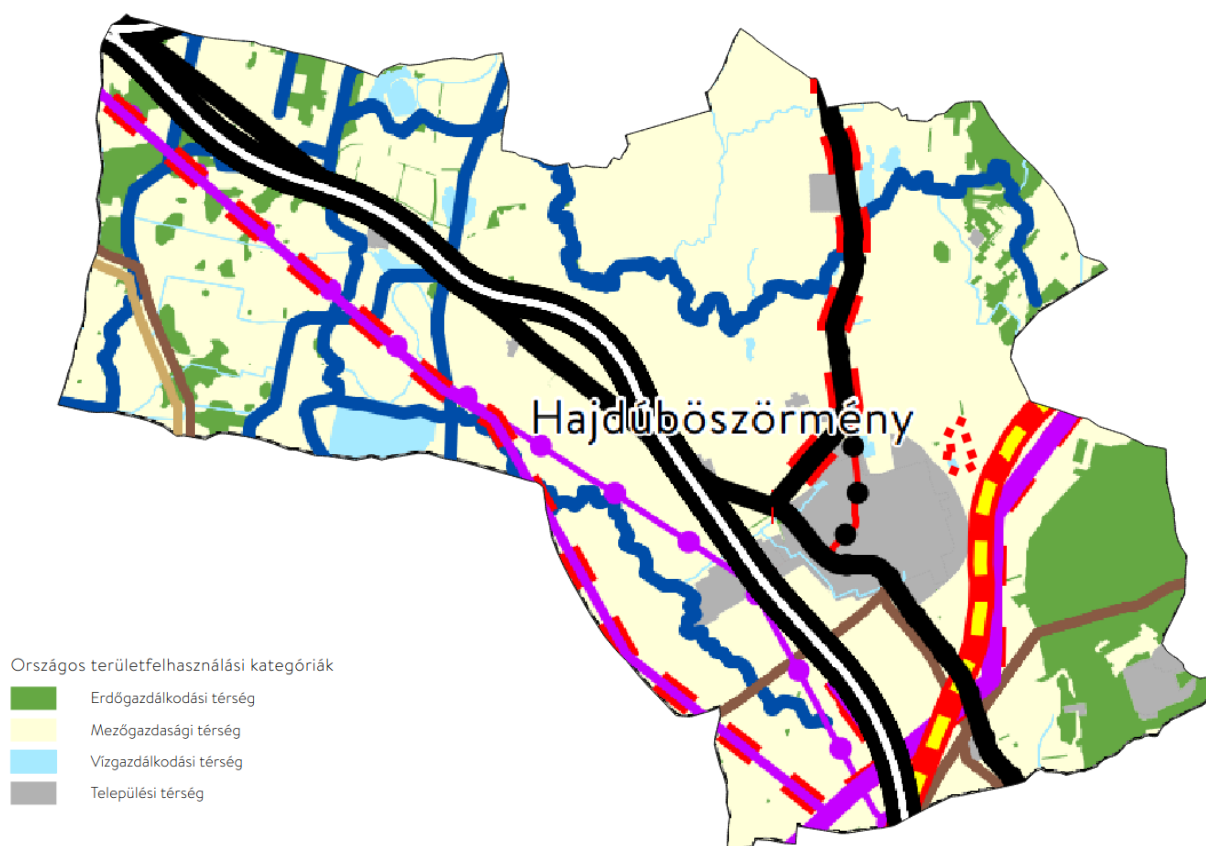 Hajdúböszörmény
Országos területfelhasználási kategóriák
Erdőgazdálkodási térség
Mezőgazdasági térség
Vízgazdálkodási térség
Települési térség